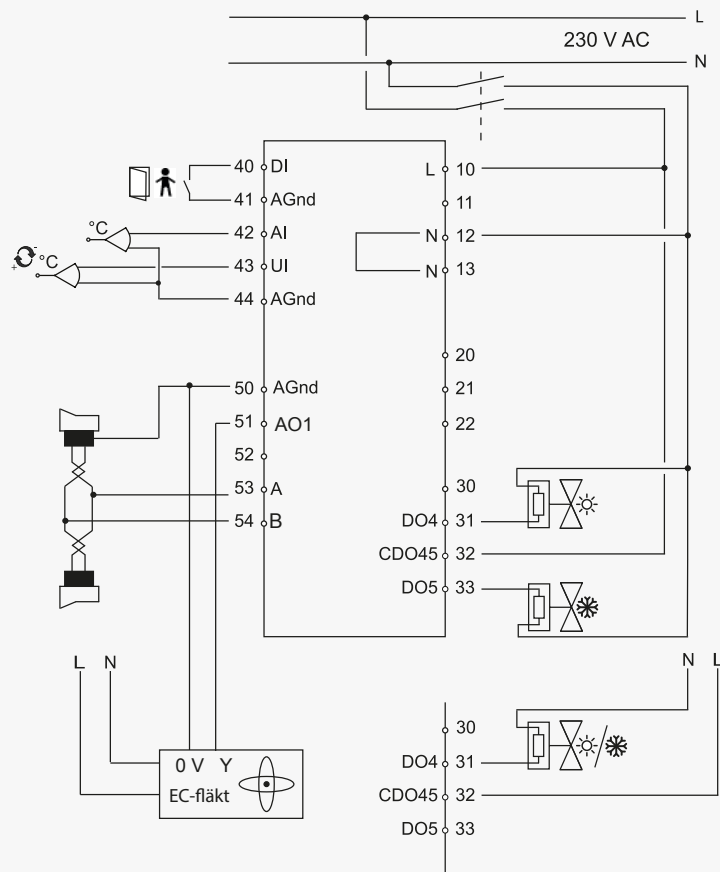 L
230 V AC
N
40 DI
41 AGnd
°C
42 AI
°C
43 UI
44 AGnd
50 AGnd
51 AO1
52
53 A
54 B
L 10
11
N 12
N 13
20
21
22
30
DO4 31
CDO45 32
DO5 33
L N
0 V Y
EC-fläkt
N L
30
DO4 31
CDO45 32
DO5 33